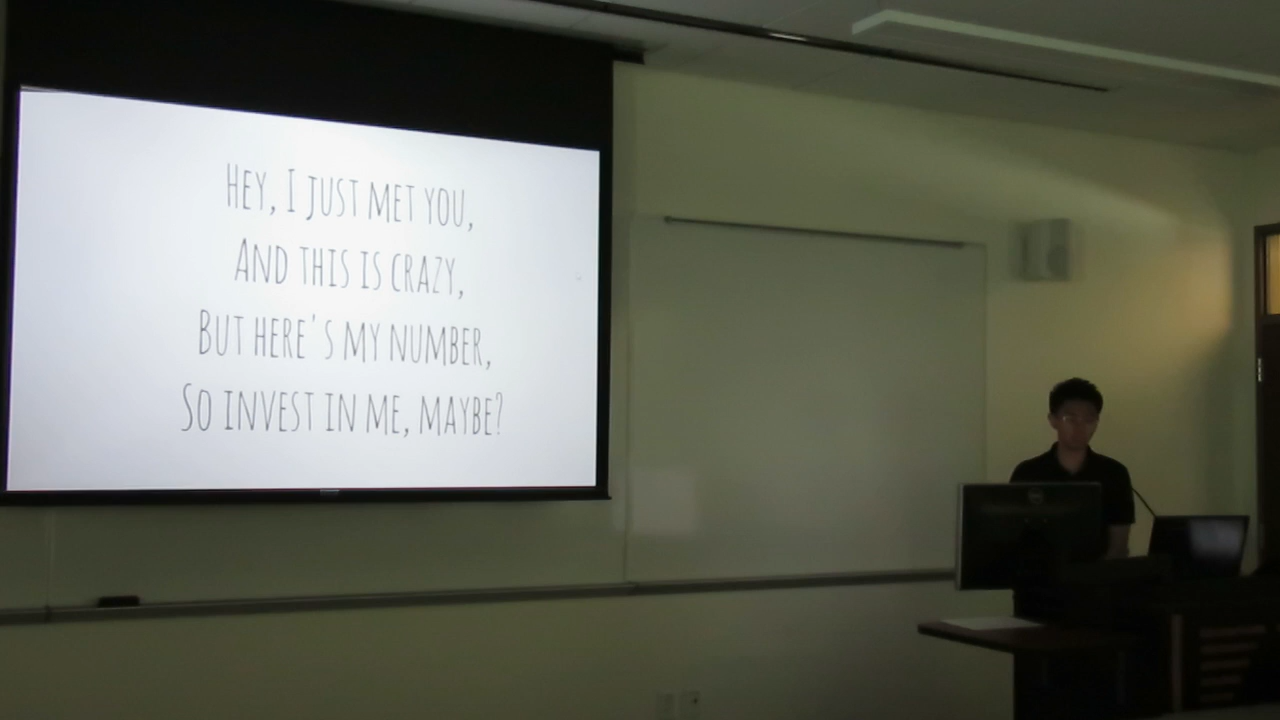 Hey, I just met you,
And this is crazy,
But here's my number,
So invest in me, maybe?